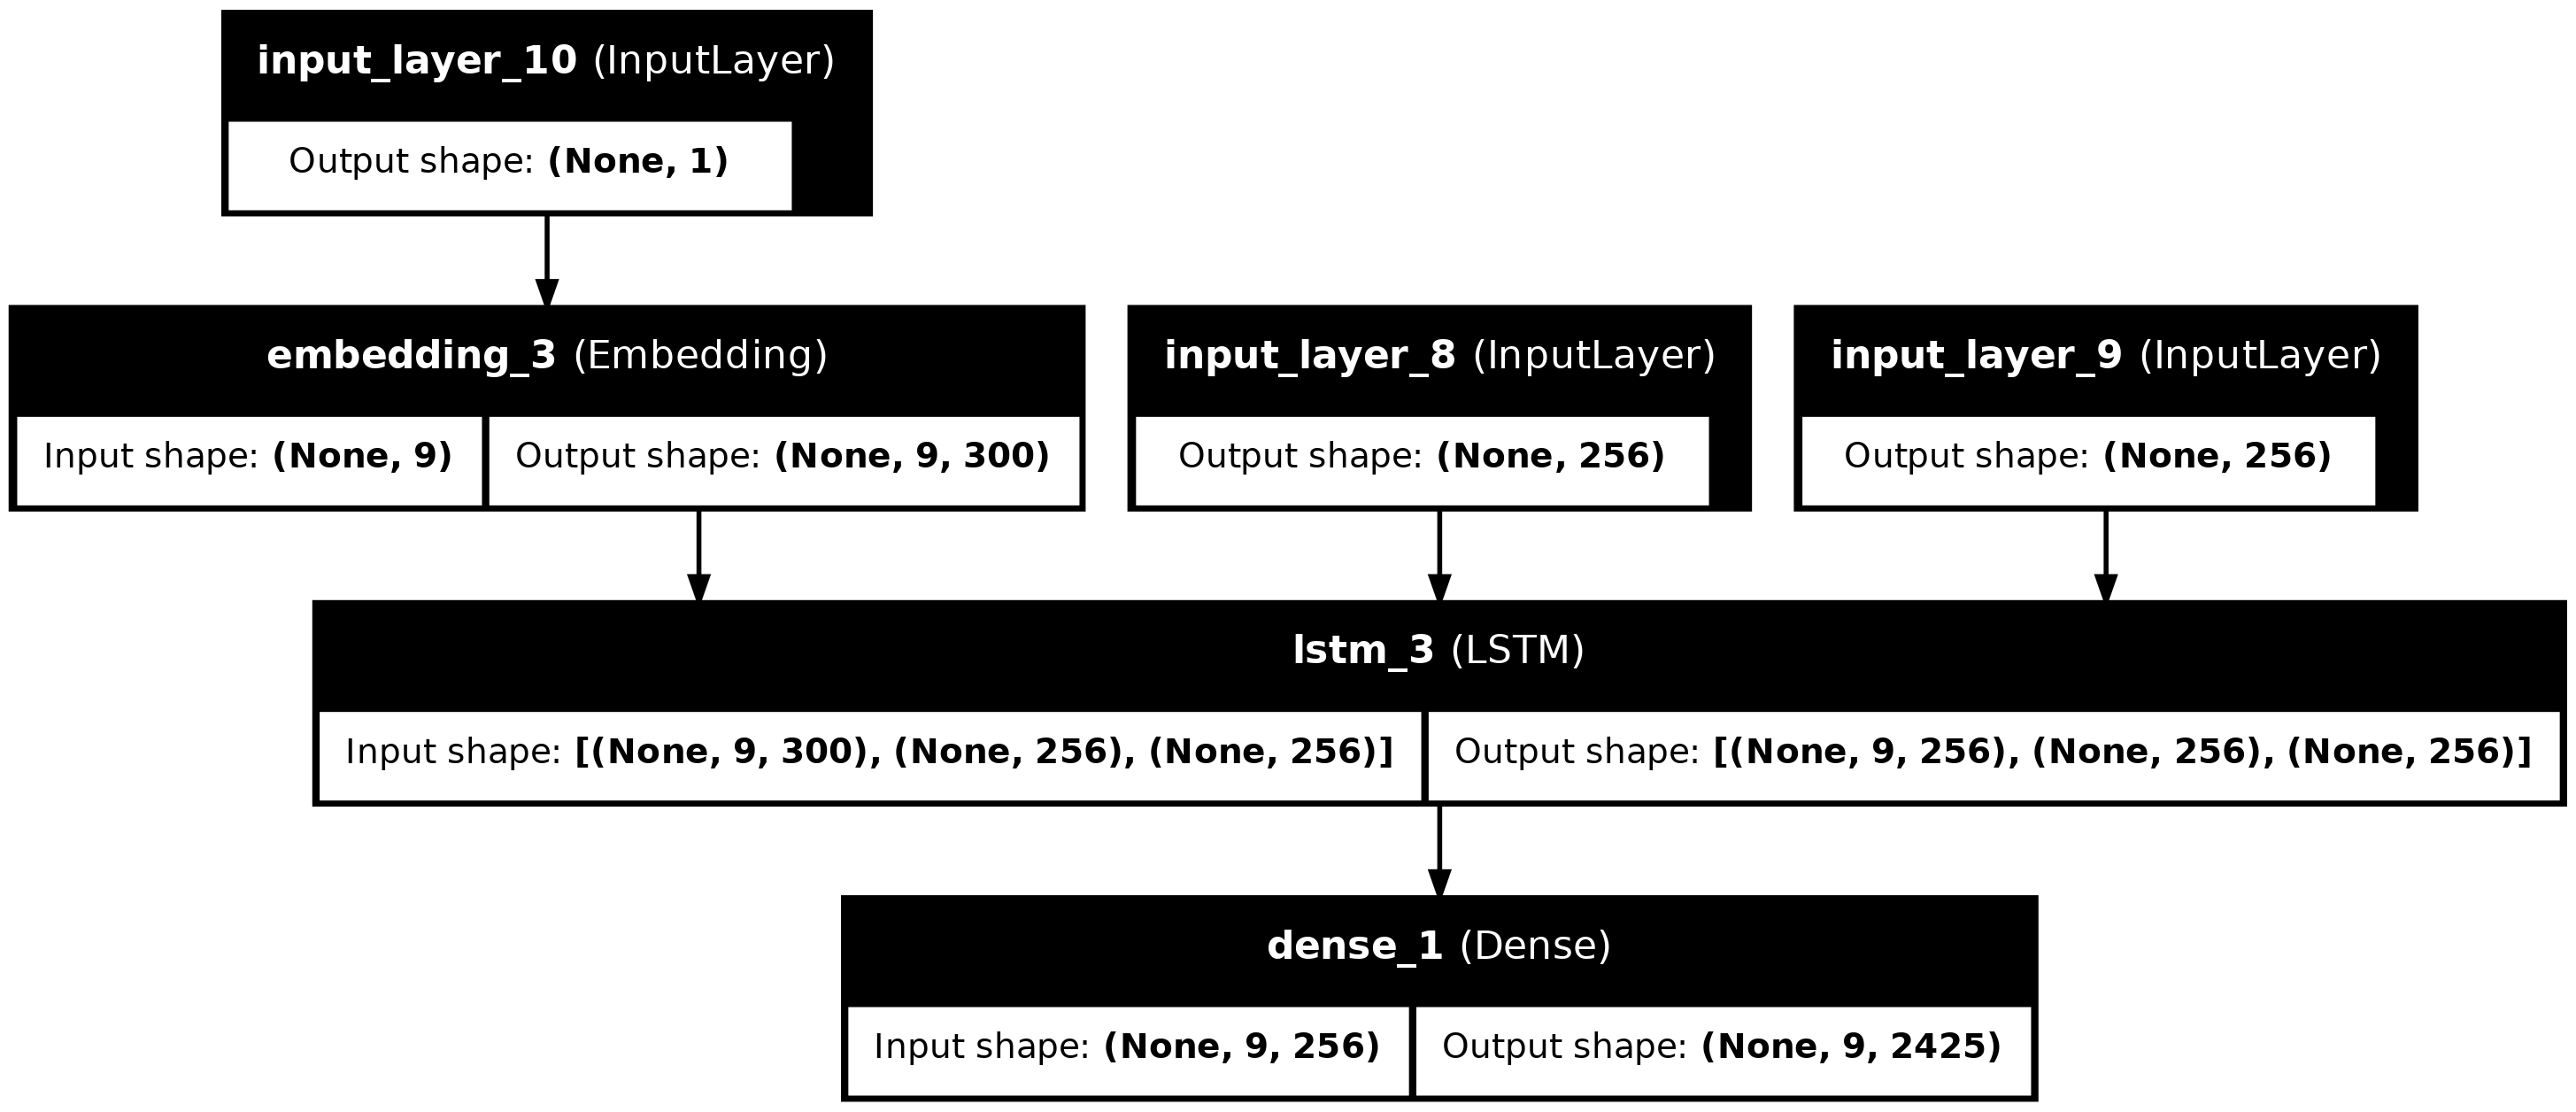 input_layer_10 (InputLayer)
Output shape: (None, 1)
embedding_3 (Embedding)
Input shape: (None, 9)
Output shape: (None, 9, 300)
input_layer_8 (InputLayer)
Output shape: (None, 256)
input_layer_9 (InputLayer)
Output shape: (None, 256)
lstm_3 (LSTM)
Input shape: [(None, 9, 300), (None, 256), (None, 256)]
Output shape: [(None, 9, 256), (None, 256), (None, 256)]
dense_1 (Dense)
Input shape: (None, 9, 256)
Output shape: (None, 9, 2425)